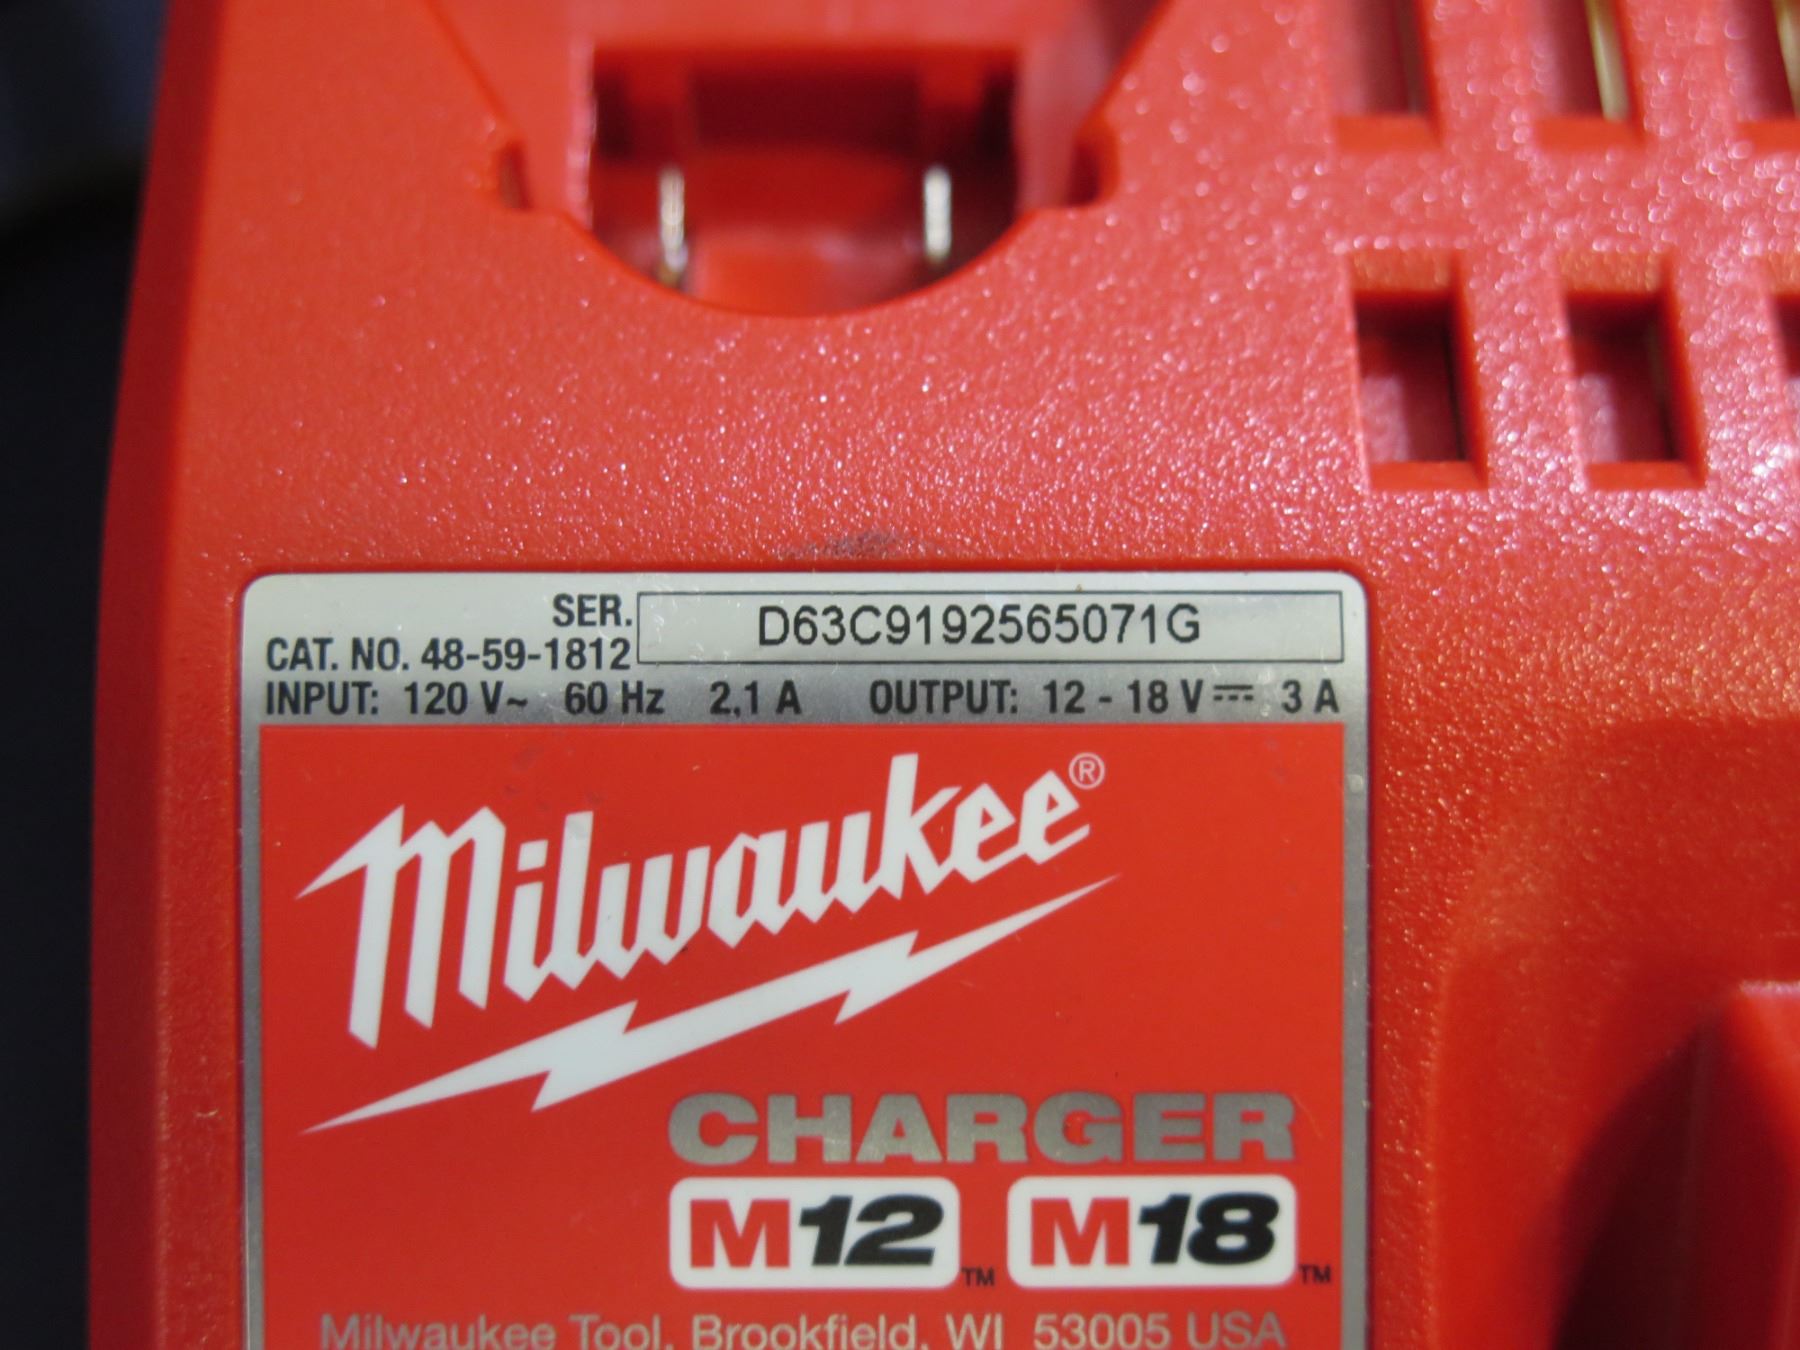 SER. D63C9192565071G
CAT. NO. 48-59-1812
INPUT: 120 V~ 60 Hz 2,1 A OUTPUT: 12 - 18 V⎓ 3 A
Milwaukee®
CHARGER
M12™ M18™
Milwaukee Tool, Brookfield, WI 53005 USA